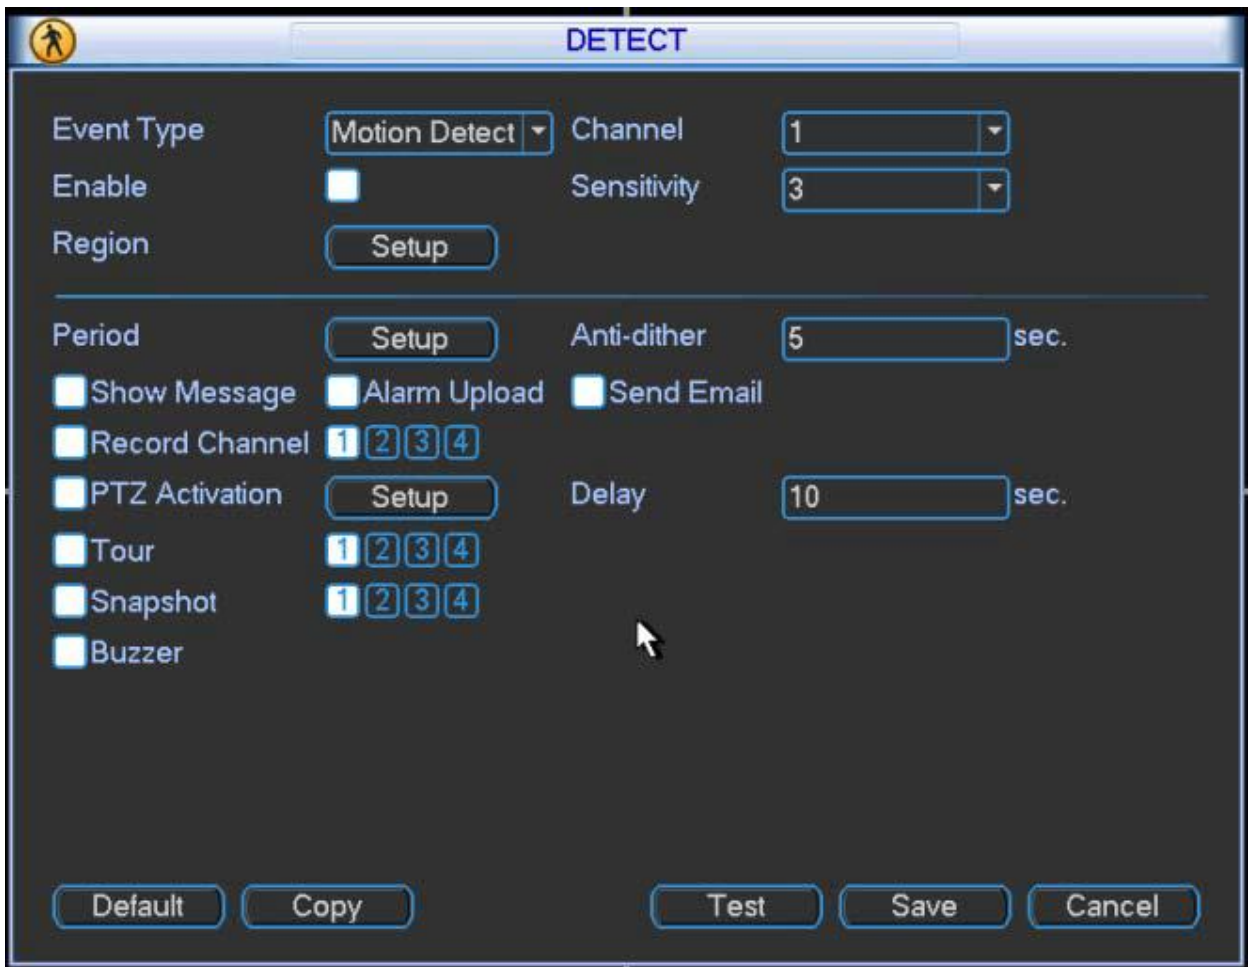 DETECT
Event Type Motion Detect Channel 1
Enable Sensitivity 3
Region Setup
Period Setup Anti-dither 5 sec.
Show Message Alarm Upload Send Email
Record Channel 1 2 3 4
PTZ Activation Setup Delay 10 sec.
Tour 1 2 3 4
Snapshot 1 2 3 4
Buzzer
Default Copy Test Save Cancel